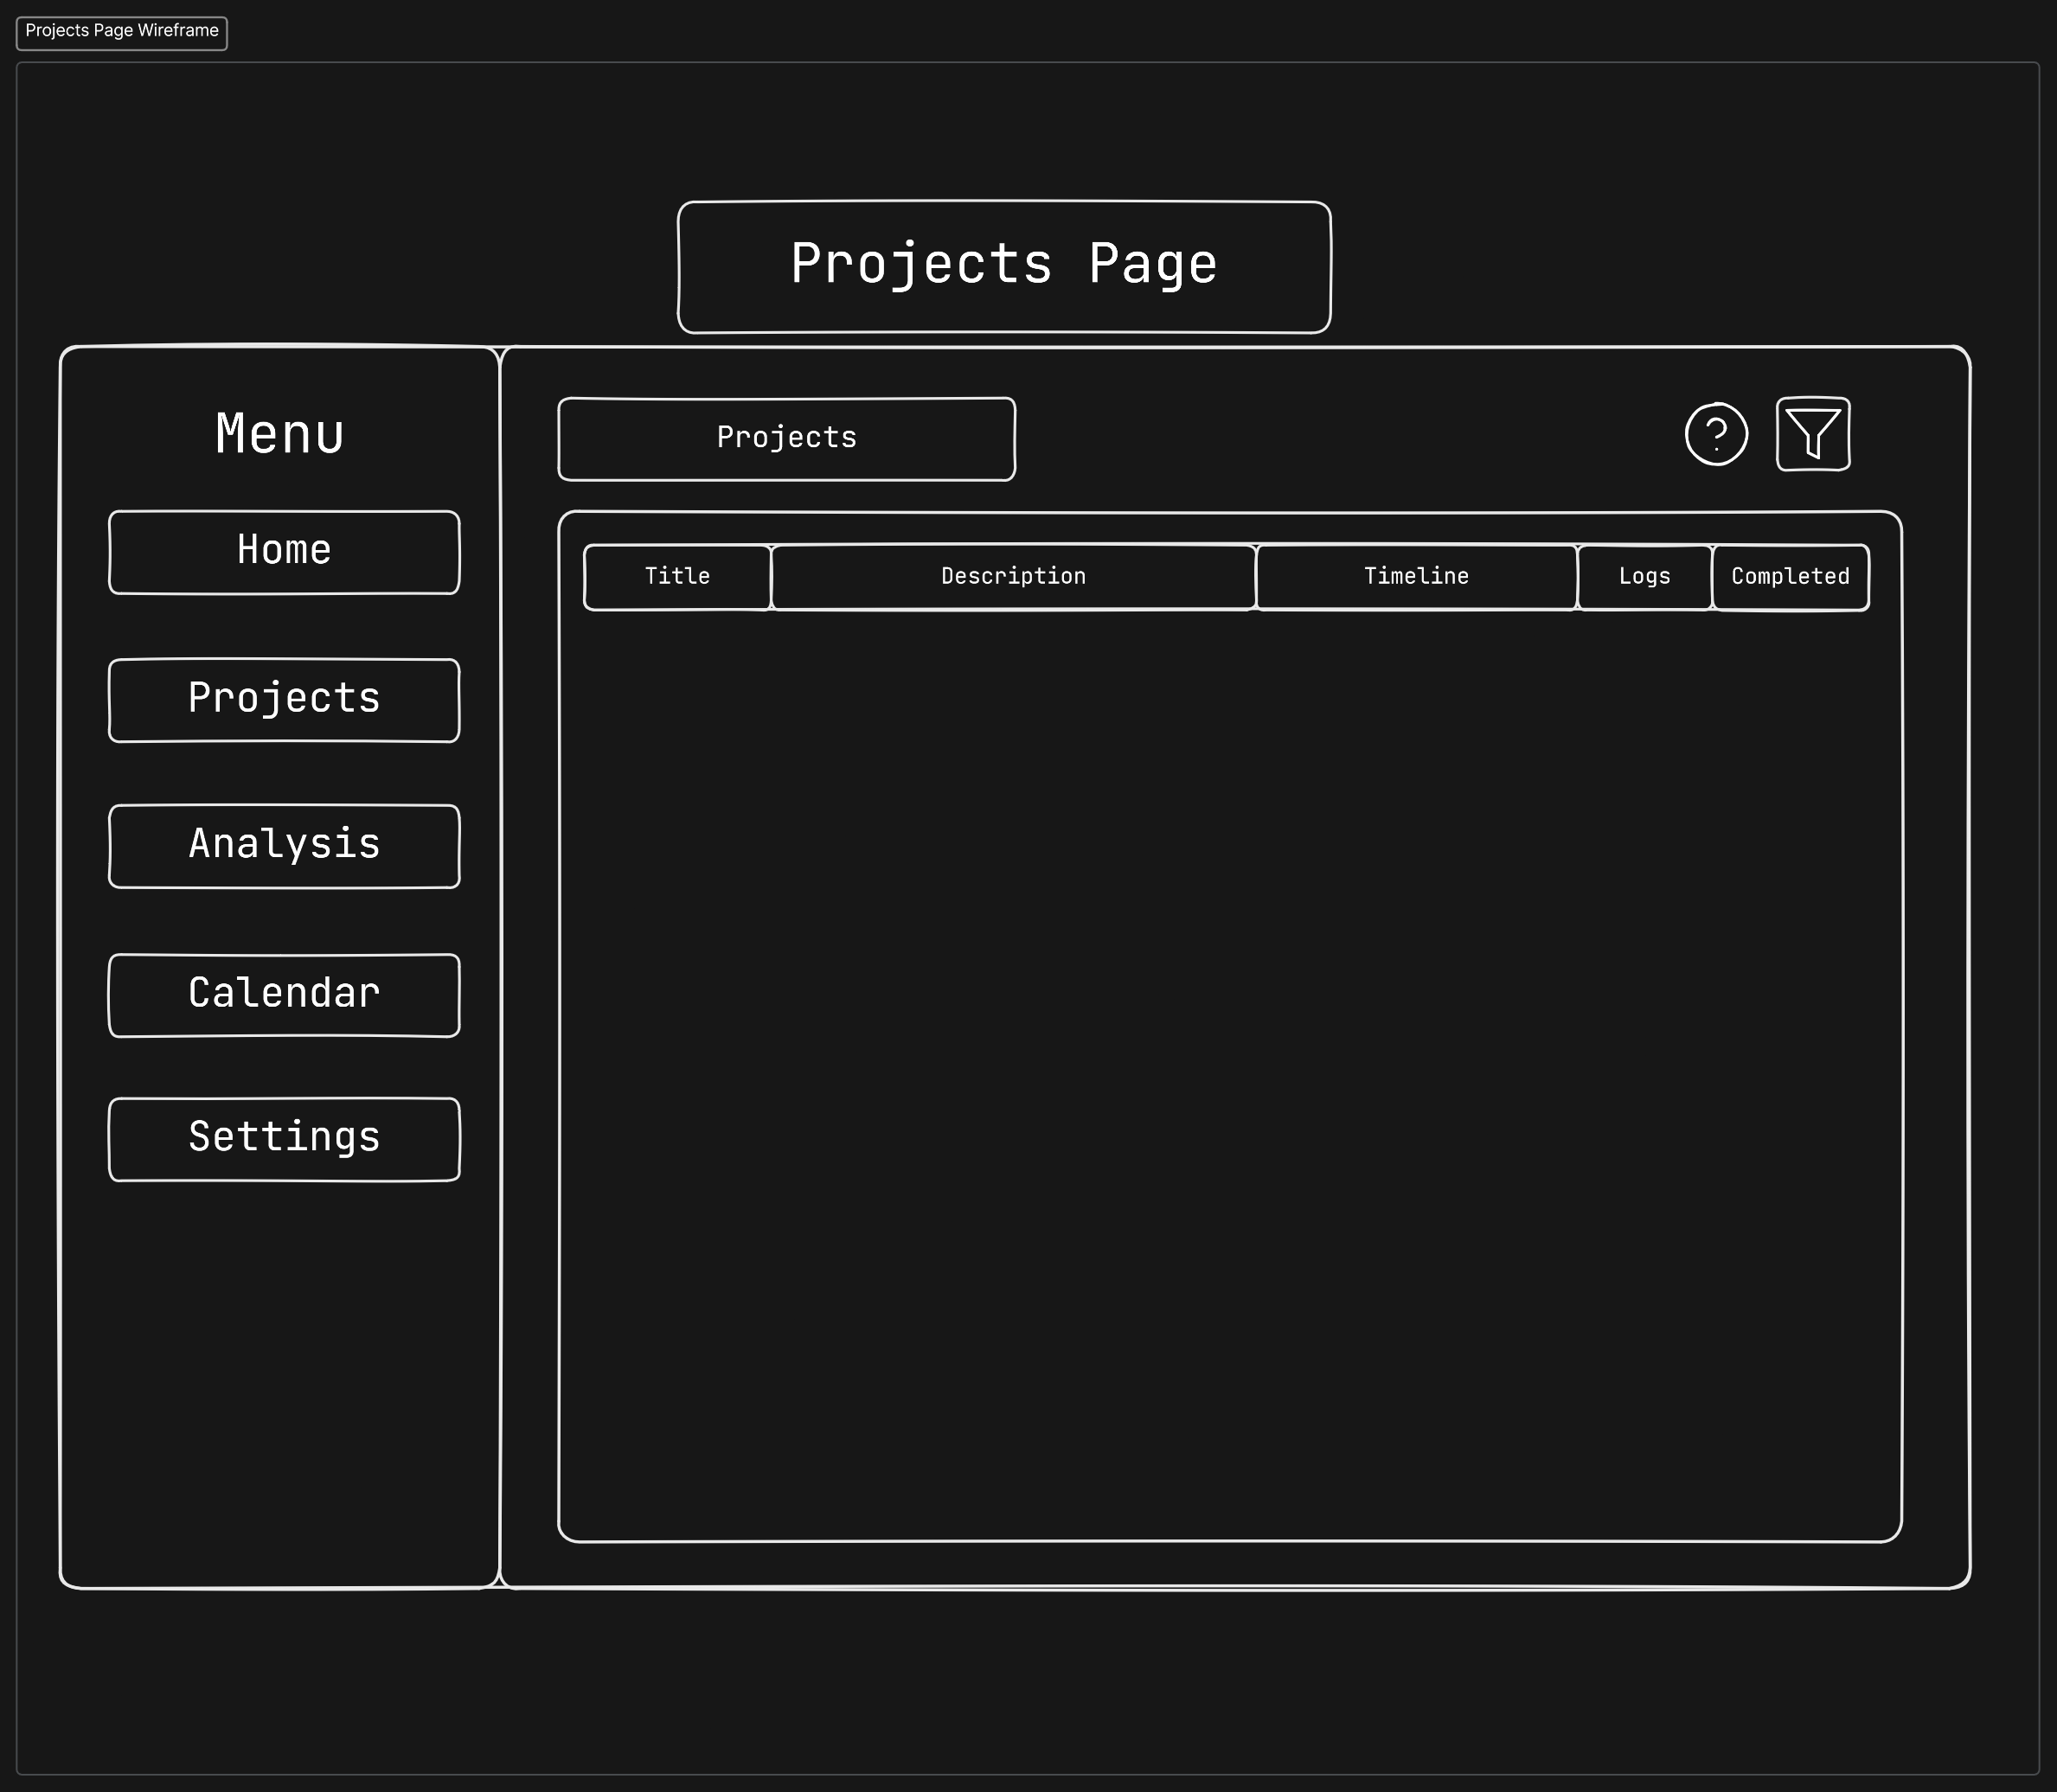 Projects Page Wireframe
Projects Page
Menu
Home
Projects
Analysis
Calendar
Settings
Projects
?
Title Description Timeline Logs Completed